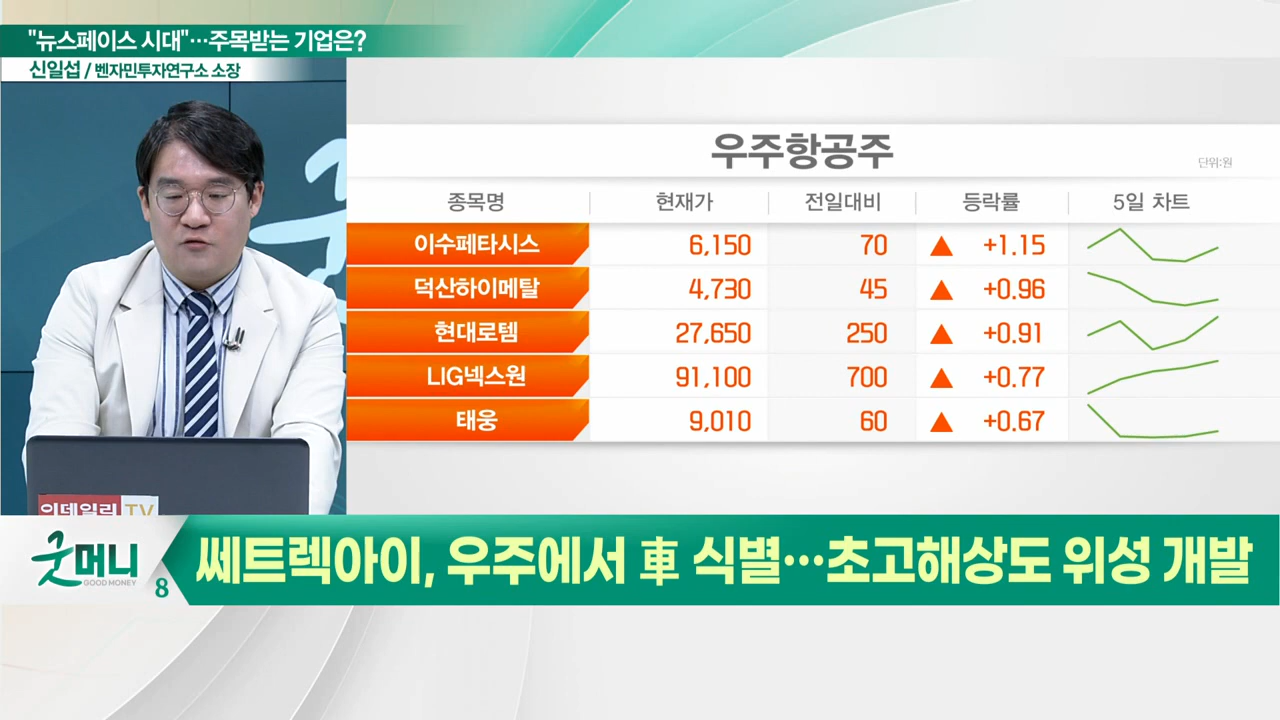 "뉴스페이스 시대"…주목받는 기업은?
신일섭 / 벤자민투자연구소 소장
우주항공주
단위:원
종목명 현재가 전일대비 등락률 5일 차트
이수페타시스 6,150 70 ▲ +1.15
덕산하이메탈 4,730 45 ▲ +0.96
현대로템 27,650 250 ▲ +0.91
LIG넥스원 91,100 700 ▲ +0.77
태웅 9,010 60 ▲ +0.67
이데일리 TV
굿머니
GOOD MONEY
8
쎄트렉아이, 우주에서 車 식별…초고해상도 위성 개발